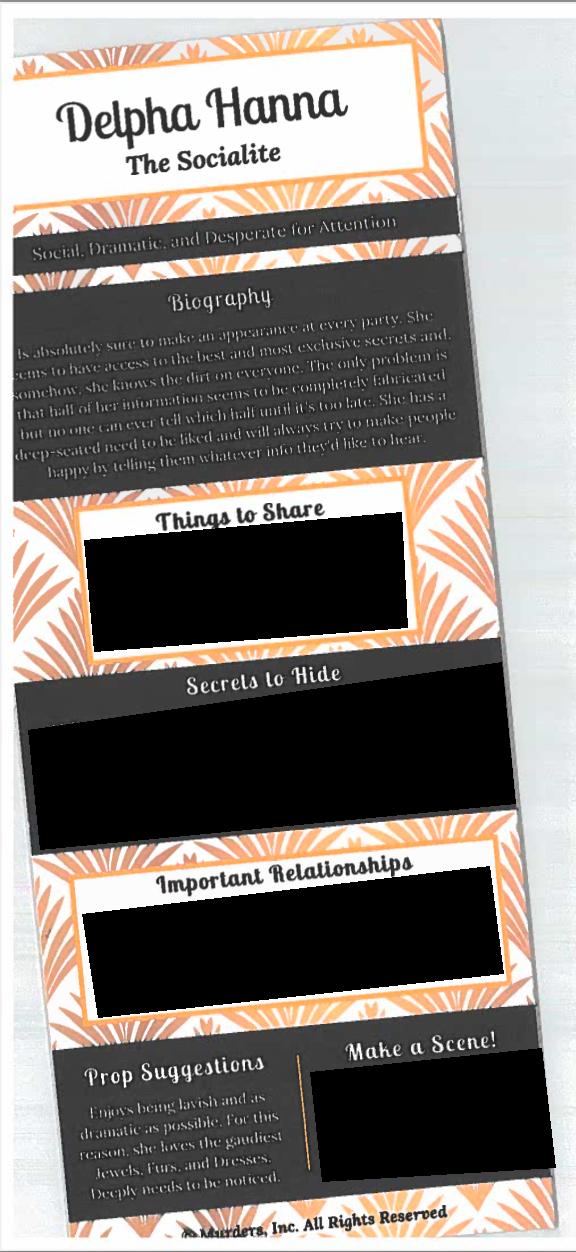 Delpha Hanna
The Socialite
Social, Dramatic, and Desperate for Attention
Biography
Is absolutely sure to make an appearance at every party. She
ems to have access to the best and most exclusive secrets and,
somehow, she knows the dirt on everyone. The only problem is
that half of her information seems to be completely fabricated
but no one can ever tell which half until it's too late. She has a
deep-seated need to be liked and will always try to make people
happy by telling them whatever info they'd like to hear.
Things to Share
Secrets to Hide
Important Relationships
Prop Suggestions
Enjoys being lavish and as
dramatic as possible. For this
reason, she loves the gaudiest
Jewels, Furs, and Dresses.
Deeply needs to be noticed.
Make a Scene!
© Murders, Inc. All Rights Reserved